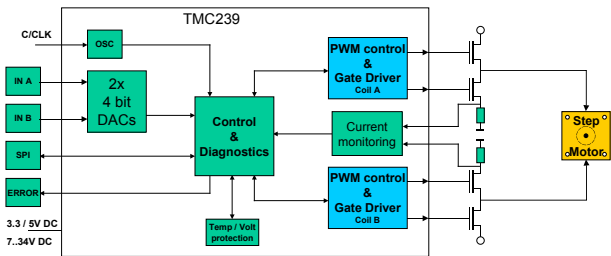 TMC239
C/CLK
OSC
IN A
IN B
SPI
ERROR
3.3 / 5V DC
7..34V DC
2x
4 bit
DACs
Control
&
Diagnostics
Temp / Volt
protection
PWM control
&
Gate Driver
Coil A
Current
monitoring
PWM control
&
Gate Driver
Coil B
Step
Motor